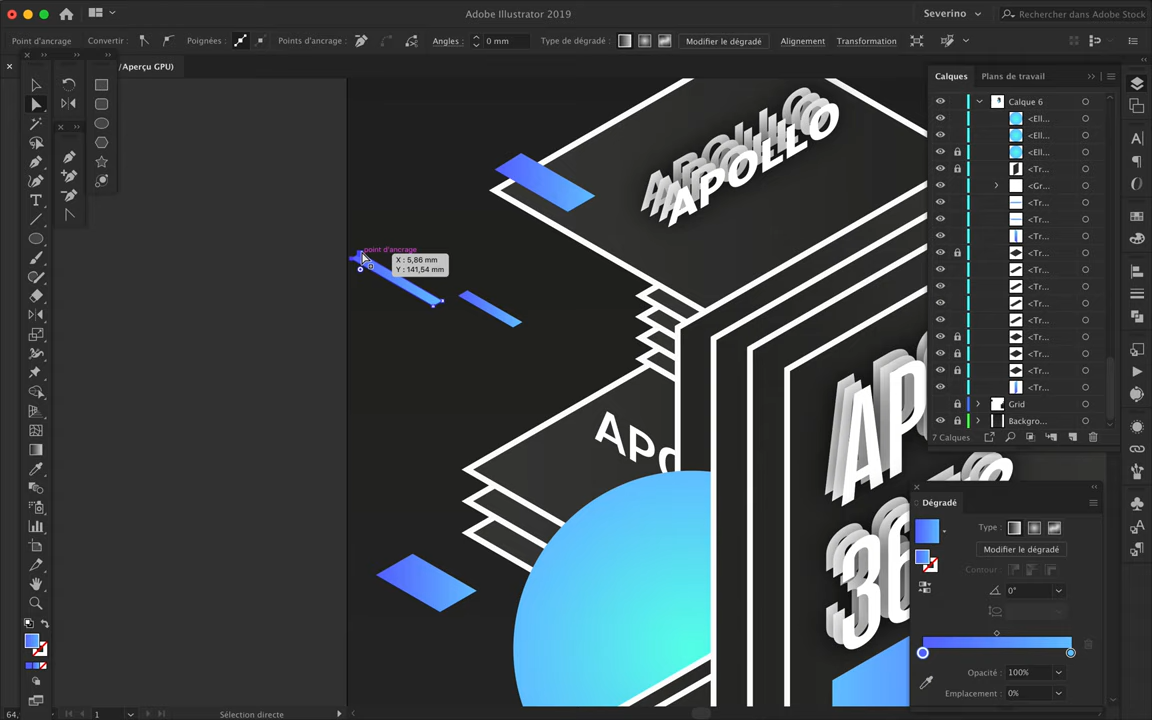 Adobe Illustrator 2019
Severino
Rechercher dans Adobe Stock
Point d'ancrage
Convertir :
Poignées :
Points d'ancrage :
Angles :
0 mm
Type de dégradé :
Modifier le dégradé
Alignement
Transformation
/Aperçu GPU)
Calques
Plans de travail
Calque 6
<Ell...
<Ell...
<Ell...
<Tr...
<Gr...
<Tr...
<Tr...
<Tr...
<Tr...
<Tr...
<Tr...
<Tr...
<Tr...
<Tr...
<Tr...
<Tr...
<Tr...
Grid
Backgro...
7 Calques
APOLLO
point d'ancrage
X : 5,86 mm
Y : 141,54 mm
APO
AP
36
Dégradé
Type :
Modifier le dégradé
Contour :
0°
Opacité :
100%
Emplacement :
0%
64,
1
Sélection directe